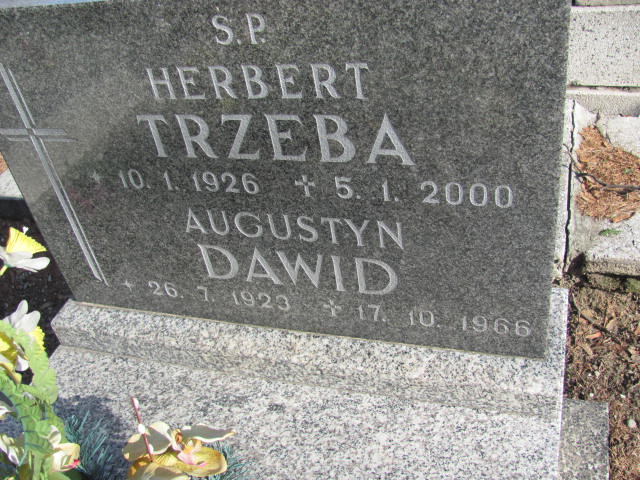 S.P.
HERBERT
TRZEBA
* 10. 1. 1926 ✝ 5. 1. 2000
AUGUSTYN
DAWID
* 26. 7. 1923 ✝ 17. 10. 1966